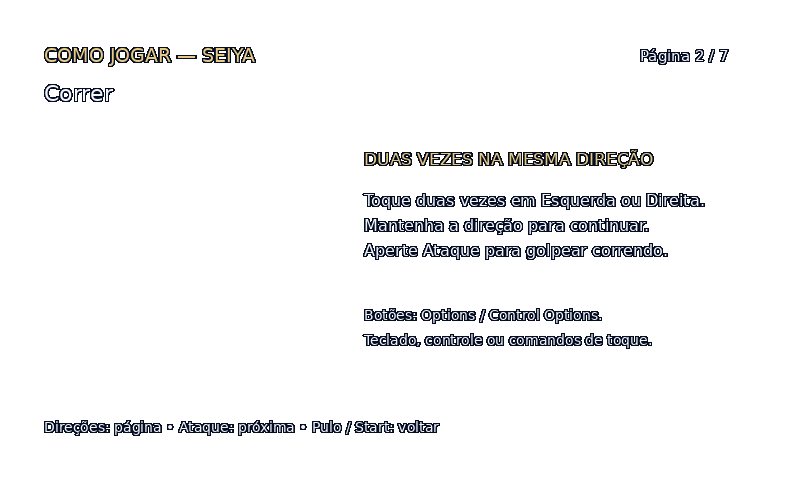 COMO JOGAR — SEIYA
Página 2 / 7
Correr
DUAS VEZES NA MESMA DIREÇÃO
Toque duas vezes em Esquerda ou Direita.
Mantenha a direção para continuar.
Aperte Ataque para golpear correndo.
Botões: Options / Control Options.
Teclado, controle ou comandos de toque.
Direções: página • Ataque: próxima • Pulo / Start: voltar